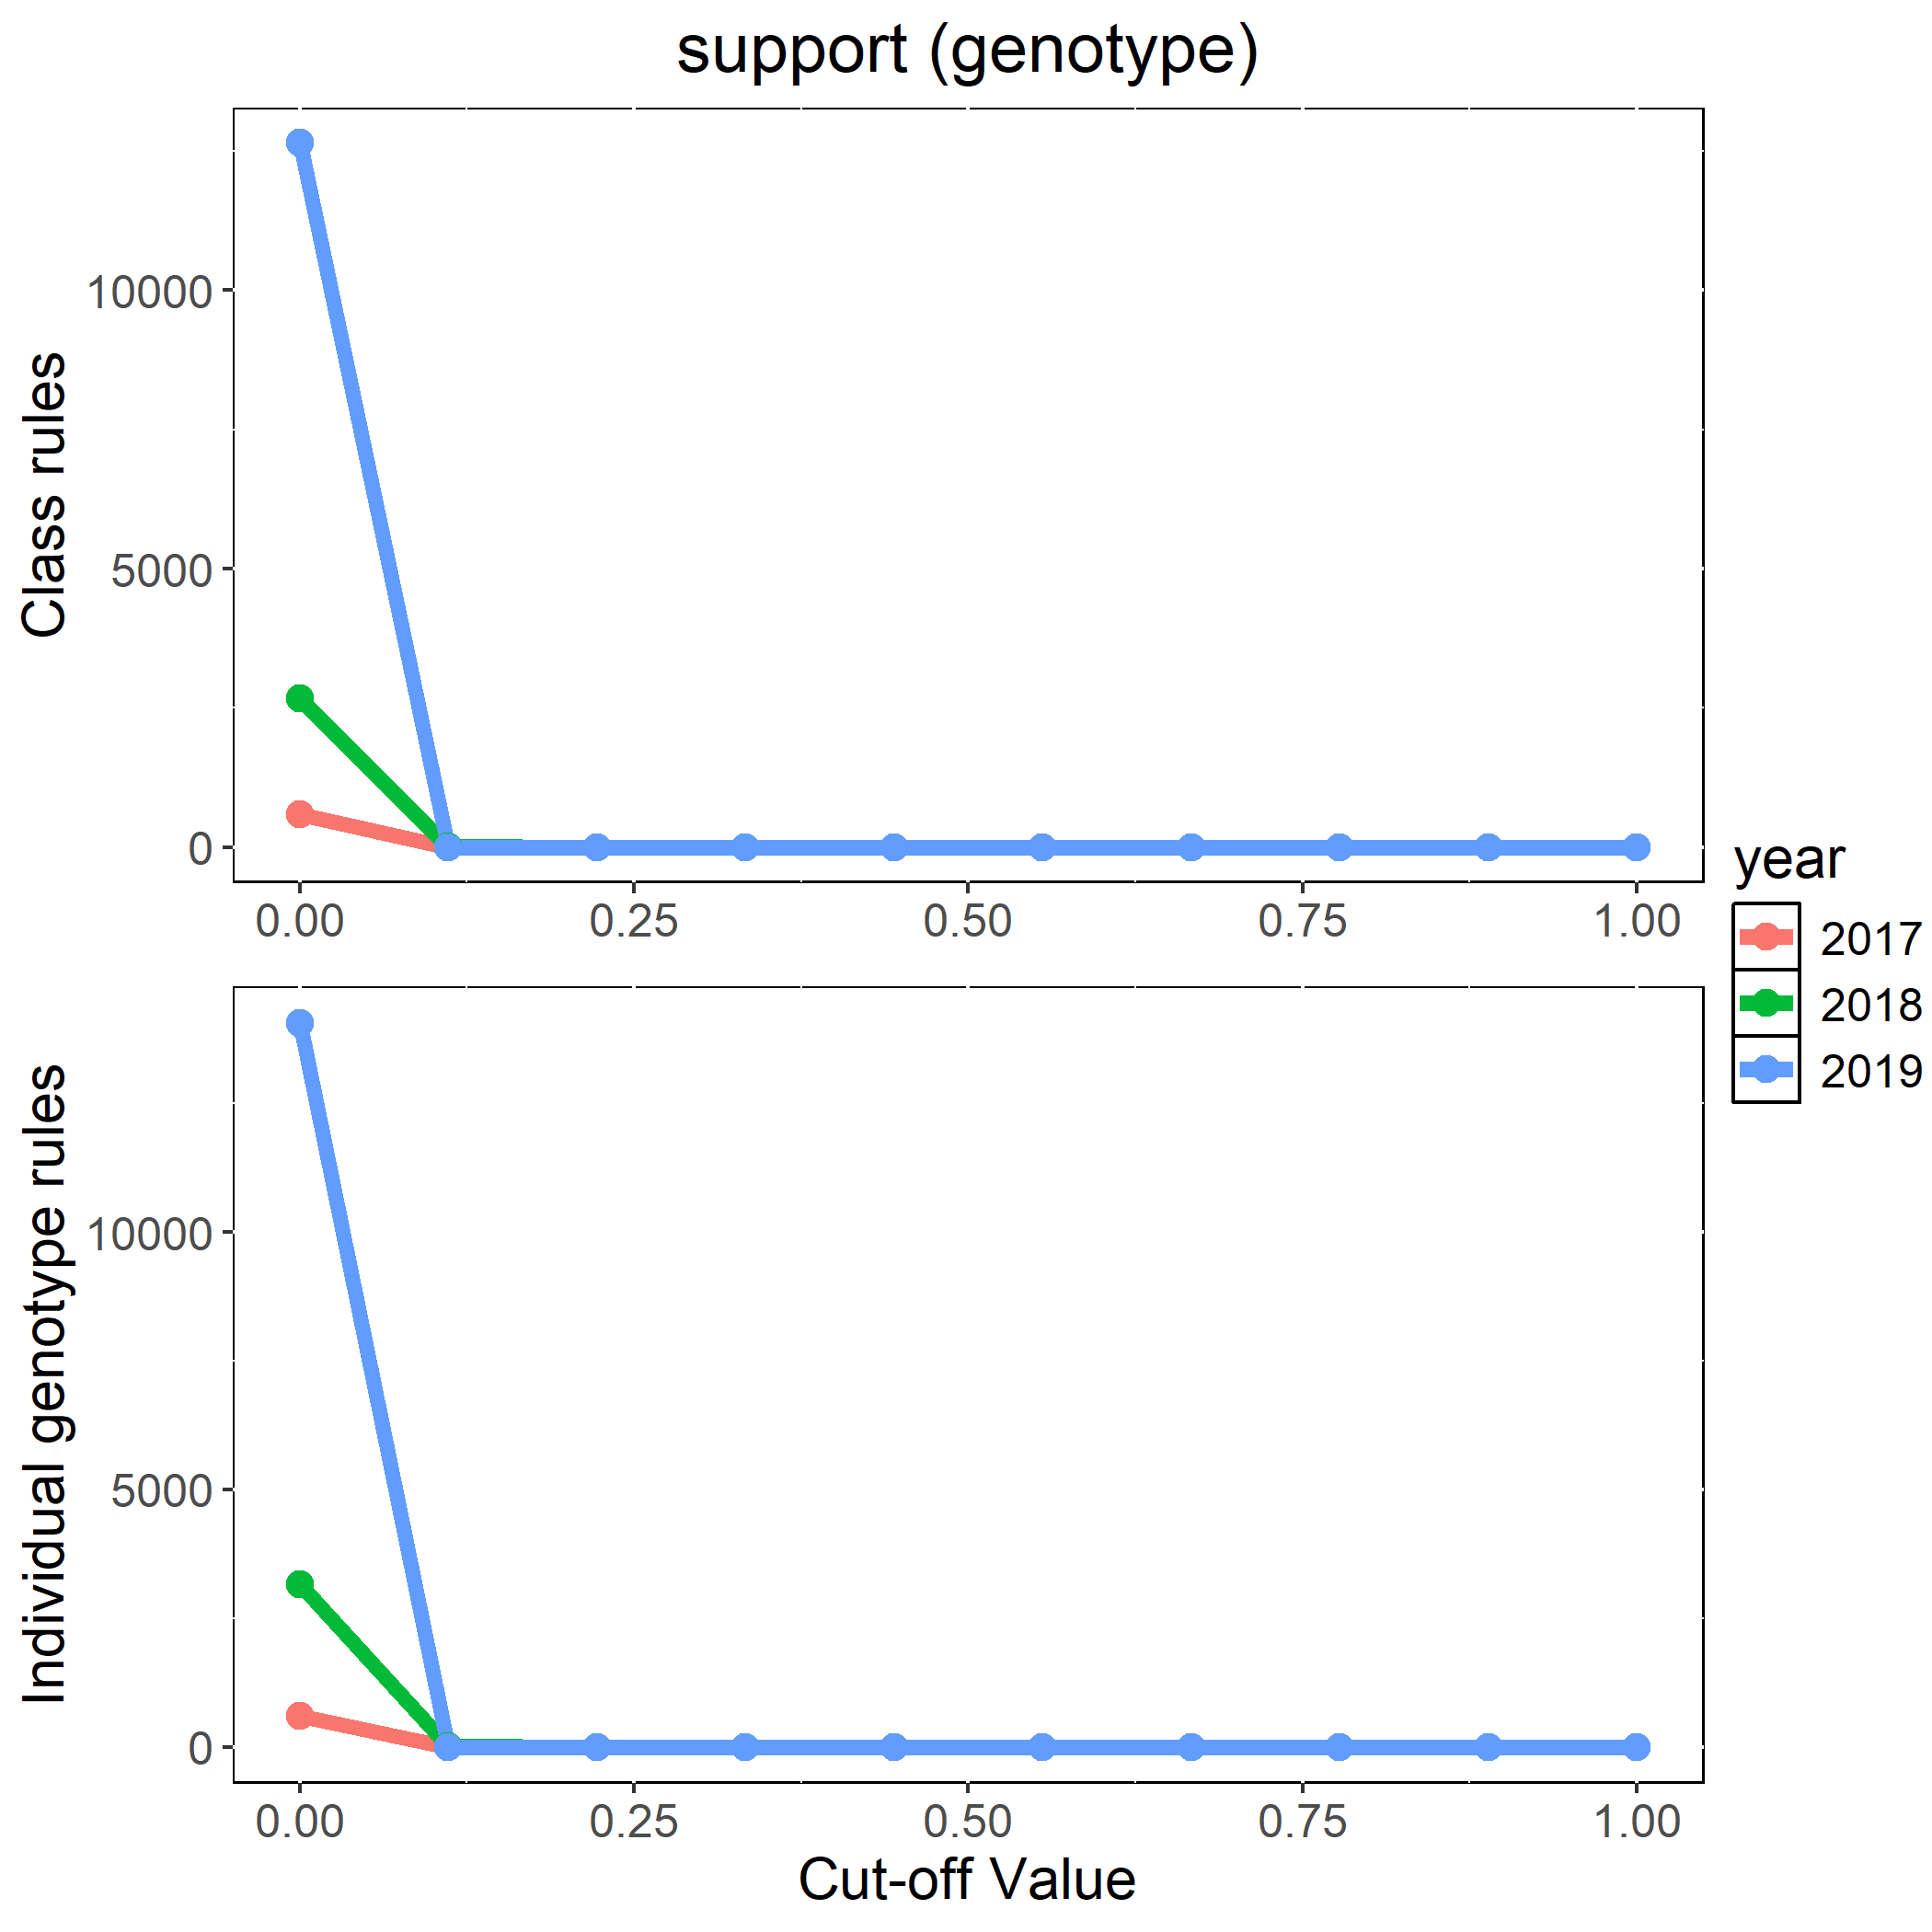 support (genotype)
Class rules
10000
5000
0
0.00 0.25 0.50 0.75 1.00
Individual genotype rules
10000
5000
0
0.00 0.25 0.50 0.75 1.00
Cut-off Value
year
2017
2018
2019